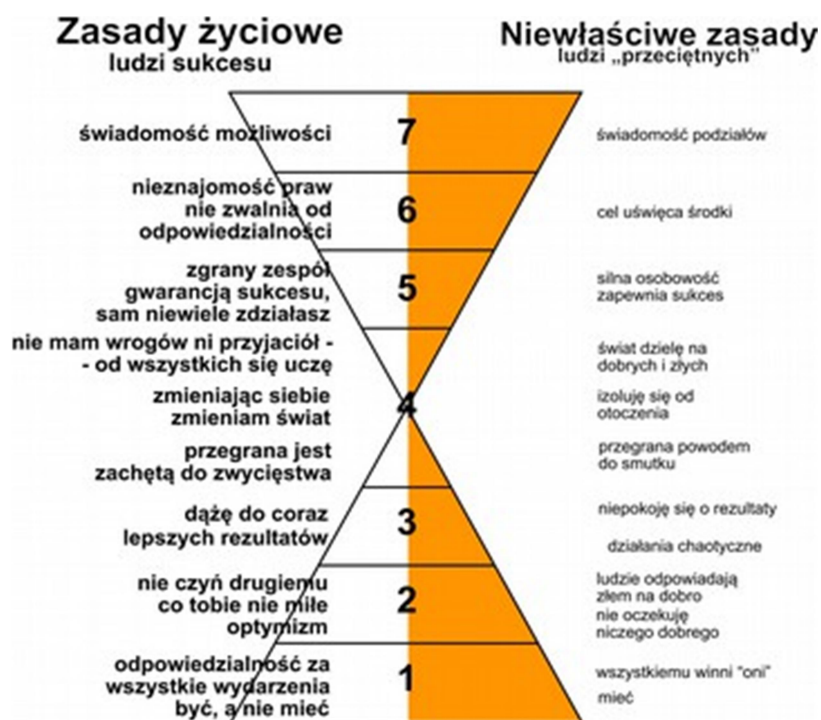 Zasady życiowe
ludzi sukcesu
Niewłaściwe zasady
ludzi „przeciętnych”
świadomość możliwości
7
świadomość podziałów
nieznajomość praw
nie zwalnia od
odpowiedzialności
6
cel uświęca środki
zgrany zespół
gwarancją sukcesu,
sam niewiele zdziałasz
5
silna osobowość
zapewnia sukces
nie mam wrogów ni przyjaciół -
- od wszystkich się uczę
świat dzielę na
dobrych i złych
zmieniając siebie
zmieniam świat
4
izoluję się od
otoczenia
przegrana jest
zachętą do zwycięstwa
przegrana powodem
do smutku
dążę do coraz
lepszych rezultatów
3
niepokoję się o rezultaty
działania chaotyczne
nie czyń drugiemu
co tobie nie miłe
optymizm
2
ludzie odpowiadają
złem na dobro
nie oczekuję
niczego dobrego
odpowiedzialność za
wszystkie wydarzenia
być, a nie mieć
1
wszystkiemu winni "oni"
mieć